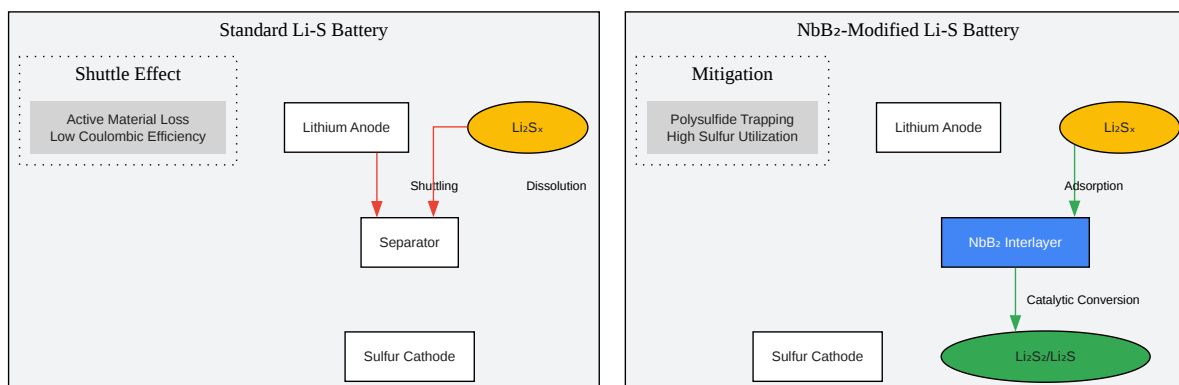 Standard Li-S Battery
Shuttle Effect
Active Material Loss
Low Coulombic Efficiency
Lithium Anode
Li₂Sₓ
Shuttling
Dissolution
Separator
Sulfur Cathode
NbB₂-Modified Li-S Battery
Mitigation
Polysulfide Trapping
High Sulfur Utilization
Lithium Anode
Li₂Sₓ
Adsorption
NbB₂ Interlayer
Catalytic Conversion
Sulfur Cathode
Li₂S₂/Li₂S